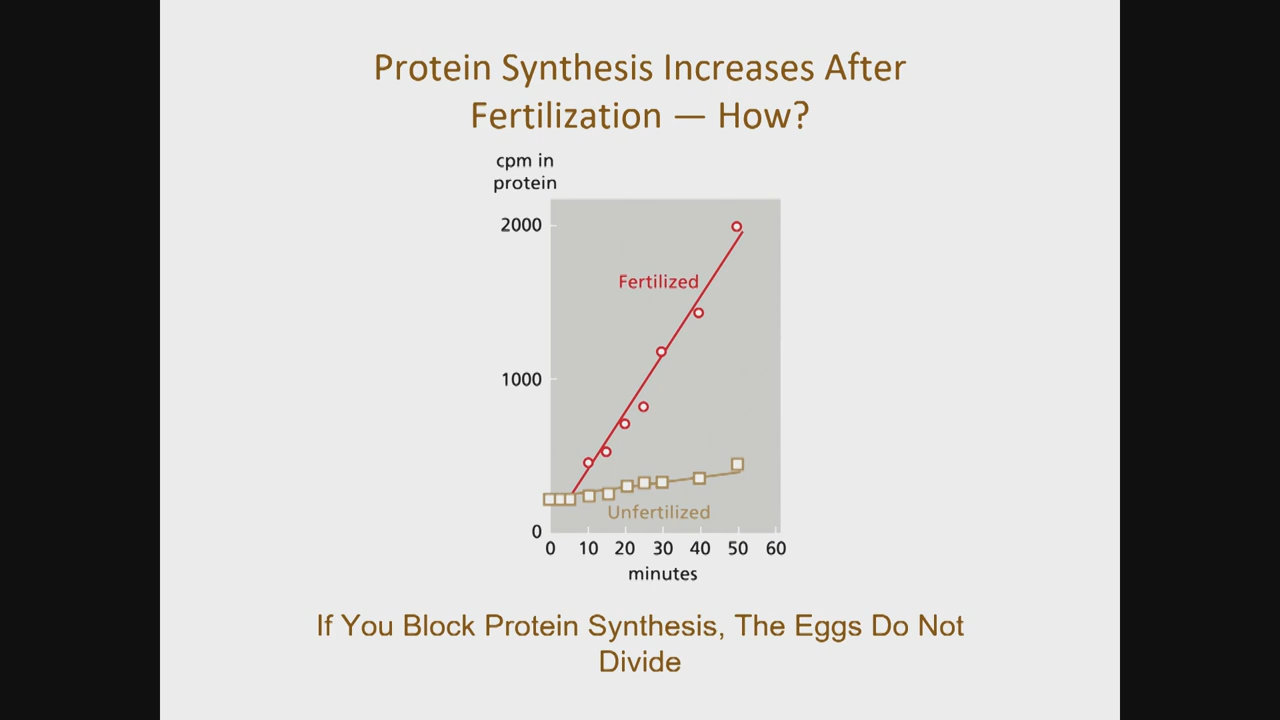 Protein Synthesis Increases After
Fertilization — How?
cpm in
protein
2000
Fertilized
1000
Unfertilized
0
0 10 20 30 40 50 60
minutes
If You Block Protein Synthesis, The Eggs Do Not
Divide